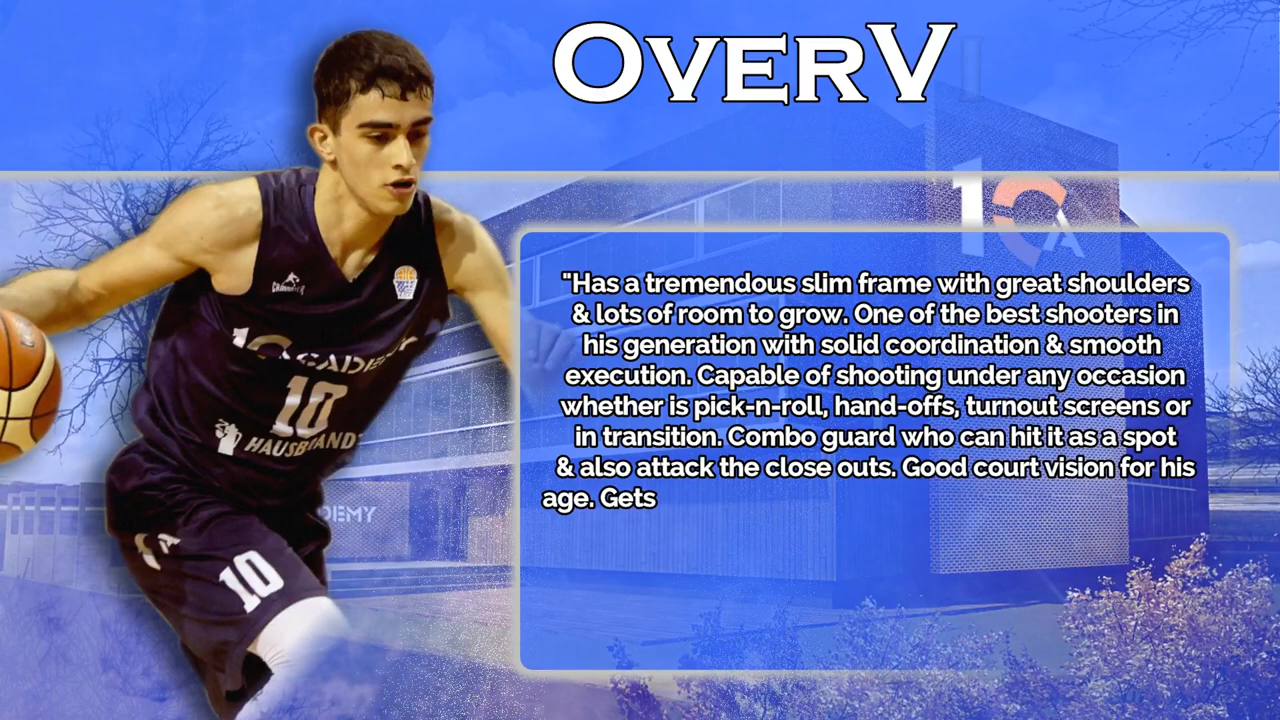 OVERV
1CA
"Has a tremendous slim frame with great shoulders
& lots of room to grow. One of the best shooters in
his generation with solid coordination & smooth
execution. Capable of shooting under any occasion
whether is pick-n-roll, hand-offs, turnout screens or
in transition. Combo guard who can hit it as a spot
& also attack the close outs. Good court vision for his
age. Gets
10
HAUSBRANDT
DEMY
10